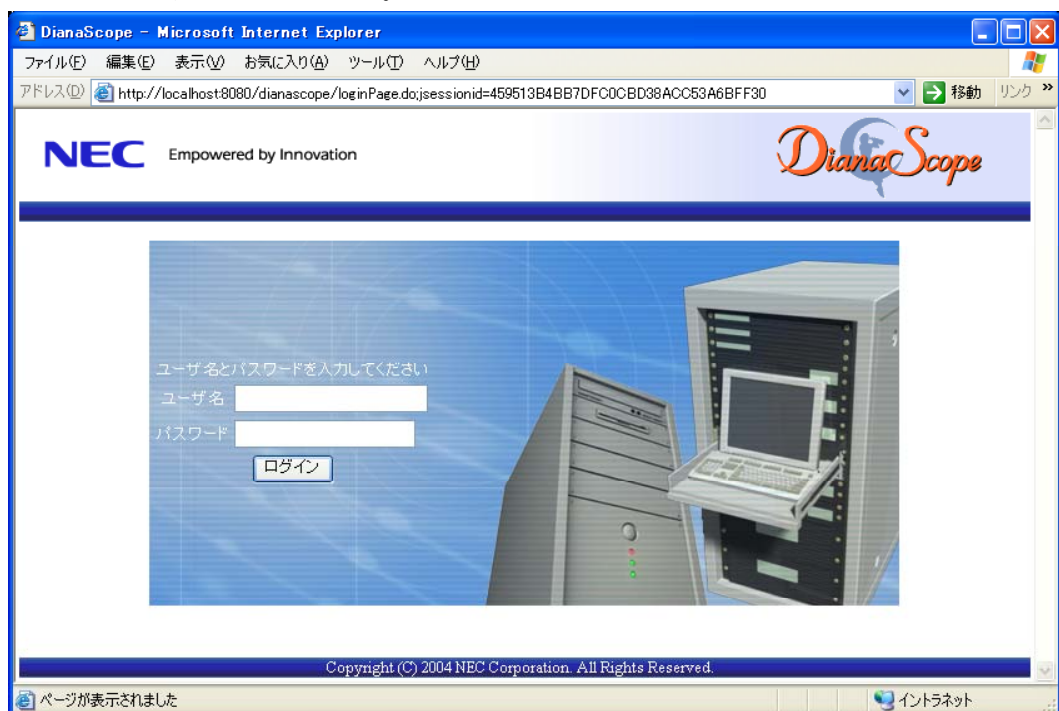 DianaScope - Microsoft Internet Explorer
ファイル(F) 編集(E) 表示(V) お気に入り(A) ツール(T) ヘルプ(H)
アドレス(D) http://localhost:8080/dianascope/loginPage.do;jsessionid=459513B4BB7DFC0CBD38ACC53A6BFF30 移動 リンク »
NEC Empowered by Innovation DianaScope
ユーザ名とパスワードを入力してください
ユーザ名
パスワード
ログイン
Copyright (C) 2004 NEC Corporation. All Rights Reserved.
ページが表示されました イントラネット